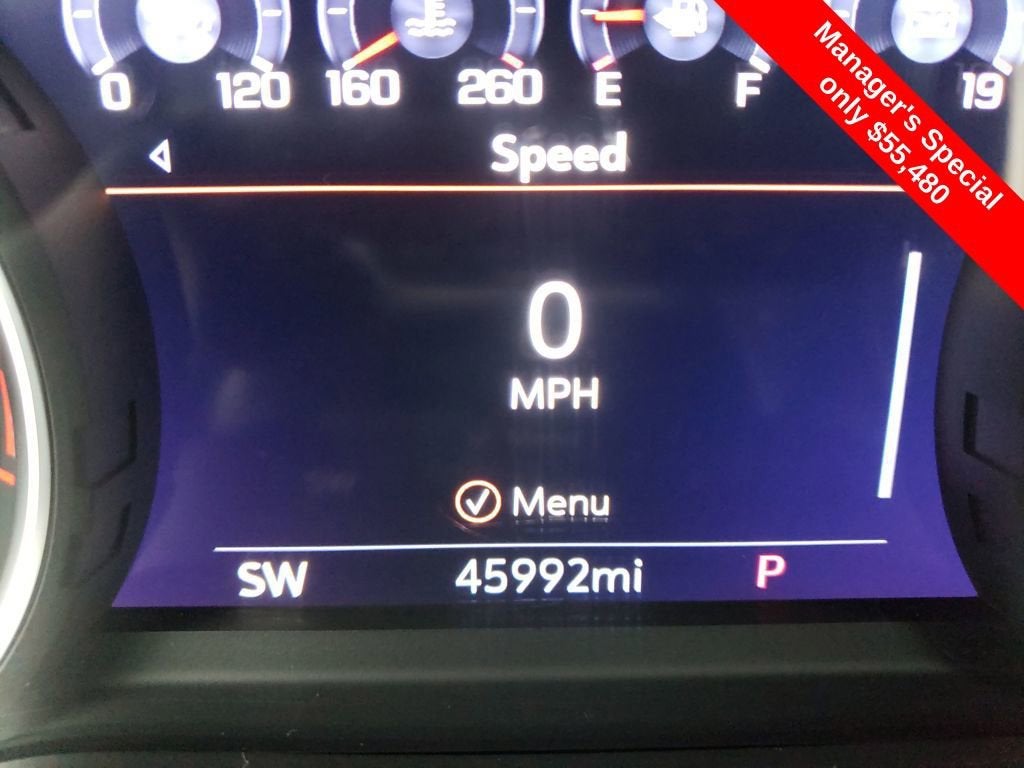 0 120 160 260 E F 19
Speed
0
MPH
Menu
SW 45992mi P
Manager's Special
only $55,480